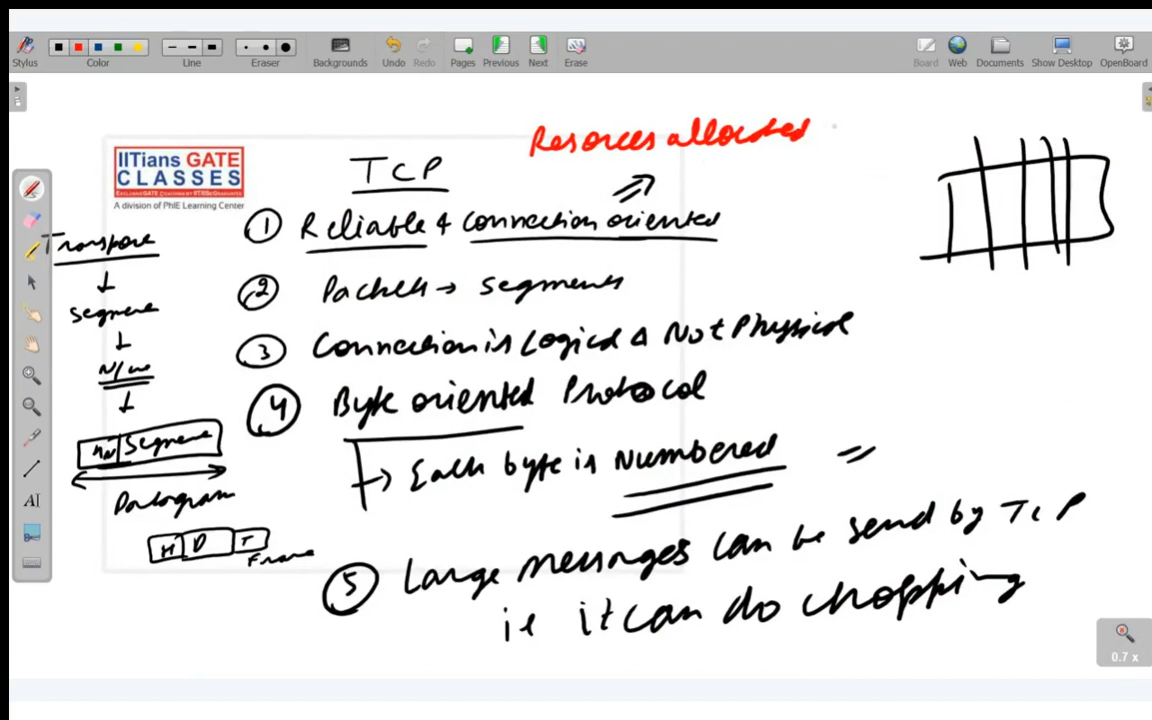 Stylus
Color
Line
Eraser
Backgrounds
Undo
Redo
Pages
Previous
Next
Erase
Board
Web
Documents
Show Desktop
OpenBoard
IITians GATE
CLASSES
A division of PhIE Learning Center
TCP
Resorces allocated
① Reliable & connection oriented
② Packets → segments
③ Connection is Logical & Not Physical
④ Byte oriented Protocol
→ Each byte is Numbered
⑤ Large messages can be send by TCP
ie it can do chopping
Transport
↓
Segment
↓
N/w
↓
Segment
Datagram
H D T
Frame
0.7 x